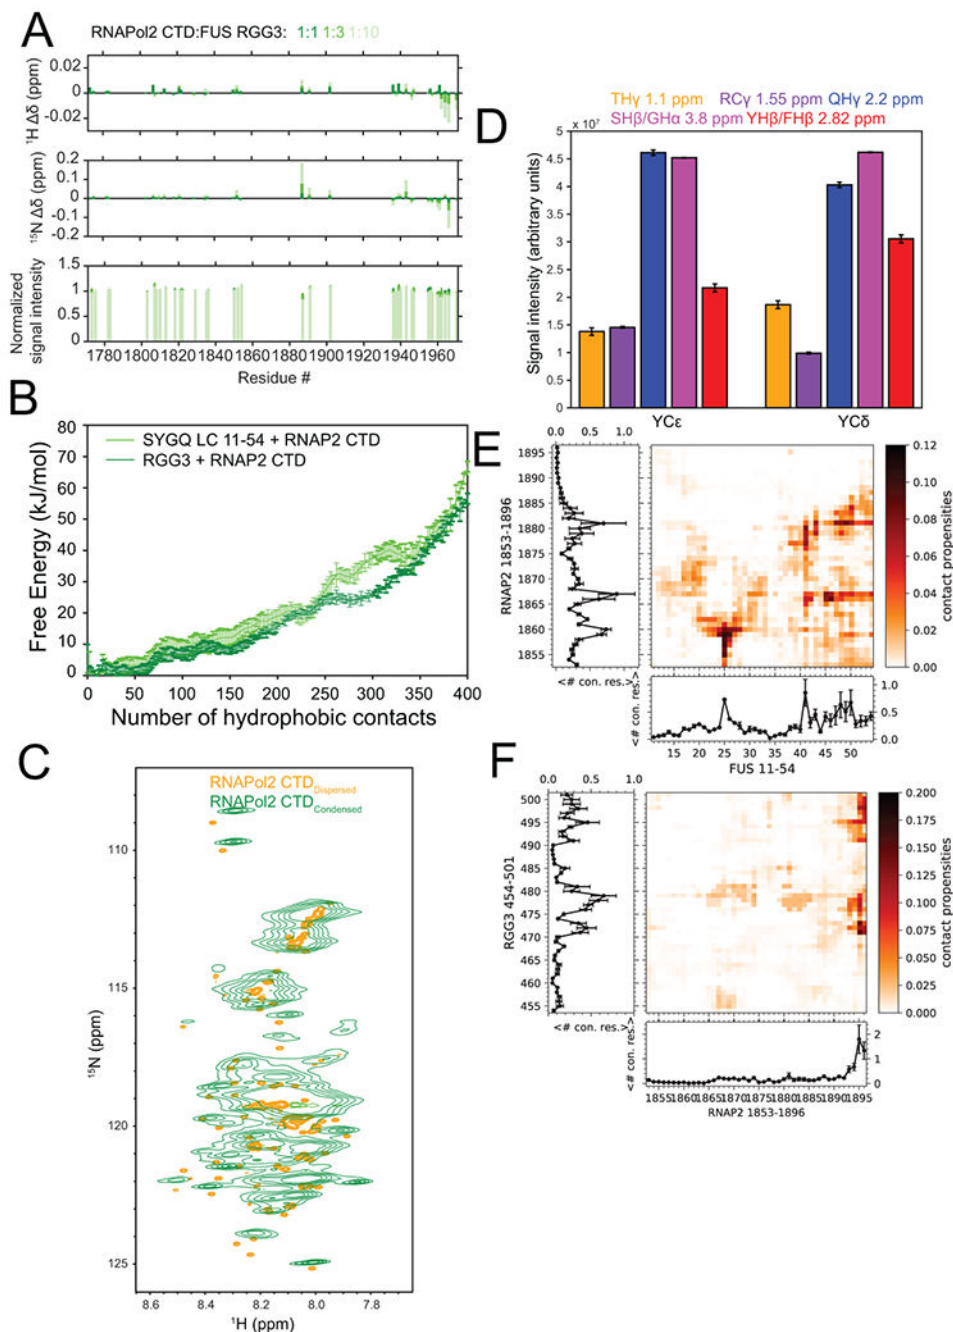 A
RNAPol2 CTD:FUS RGG3: 1:1 1:3 1:10
¹H Δδ (ppm)
0.02
0
-0.02
¹⁵N Δδ (ppm)
0.2
0.1
0
-0.1
-0.2
Normalized
signal intensity
1.5
1
0.5
0
1780 1800 1820 1840 1860 1880 1900 1920 1940 1960
Residue #
B
Free Energy (kJ/mol)
80
70
60
50
40
30
20
10
0
SYGQ LC 11-54 + RNAP2 CTD
RGG3 + RNAP2 CTD
0 50 100 150 200 250 300 350 400
Number of hydrophobic contacts
C
RNAPol2 CTD Dispersed
RNAPol2 CTD Condensed
¹⁵N (ppm)
110
115
120
125
8.6 8.4 8.2 8.0 7.8
¹H (ppm)
D
THγ 1.1 ppm RCγ 1.55 ppm QHγ 2.2 ppm
SHβ/GHα 3.8 ppm YHβ/FHβ 2.82 ppm
x 10⁷
Signal intensity (arbitrary units)
5
4.5
4
3.5
3
2.5
2
1.5
1
0.5
0
YCε YCδ
E
0.0 0.5 1.0
RNAP2 1853-1896
1895
1890
1885
1880
1875
1870
1865
1860
1855
<# con. res.>
0.12
0.10
0.08
0.06
0.04
0.02
0.00
contact propensities
<# con. res.>
1.0
0.5
0.0
15 20 25 30 35 40 45 50
FUS 11-54
F
0.0 0.5 1.0
RGG3 454-501
500
495
490
485
480
475
470
465
460
455
<# con. res.>
0.200
0.175
0.150
0.125
0.100
0.075
0.050
0.025
0.000
contact propensities
<# con. res.>
2
1
0
1855 1860 1865 1870 1875 1880 1885 1890 1895
RNAP2 1853-1896